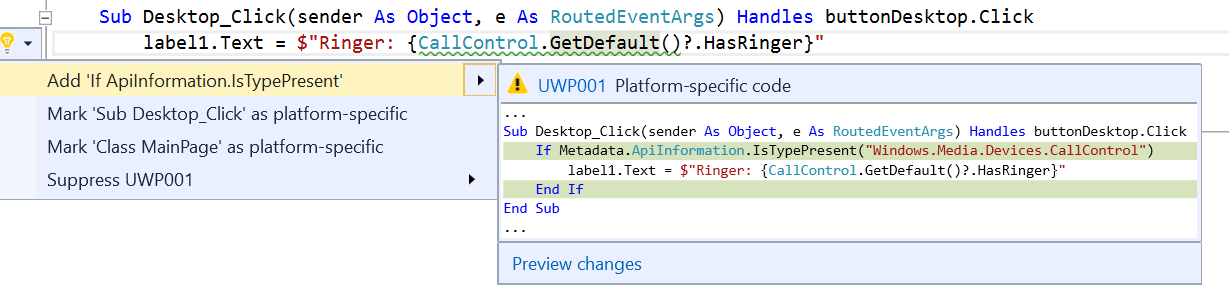 Sub Desktop_Click(sender As Object, e As RoutedEventArgs) Handles buttonDesktop.Click
label1.Text = $"Ringer: {CallControl.GetDefault()?.HasRinger}"
Add 'If ApiInformation.IsTypePresent'
Mark 'Sub Desktop_Click' as platform-specific
Mark 'Class MainPage' as platform-specific
Suppress UWP001
UWP001 Platform-specific code
...
Sub Desktop_Click(sender As Object, e As RoutedEventArgs) Handles buttonDesktop.Click
If Metadata.ApiInformation.IsTypePresent("Windows.Media.Devices.CallControl")
label1.Text = $"Ringer: {CallControl.GetDefault()?.HasRinger}"
End If
End Sub
...
Preview changes